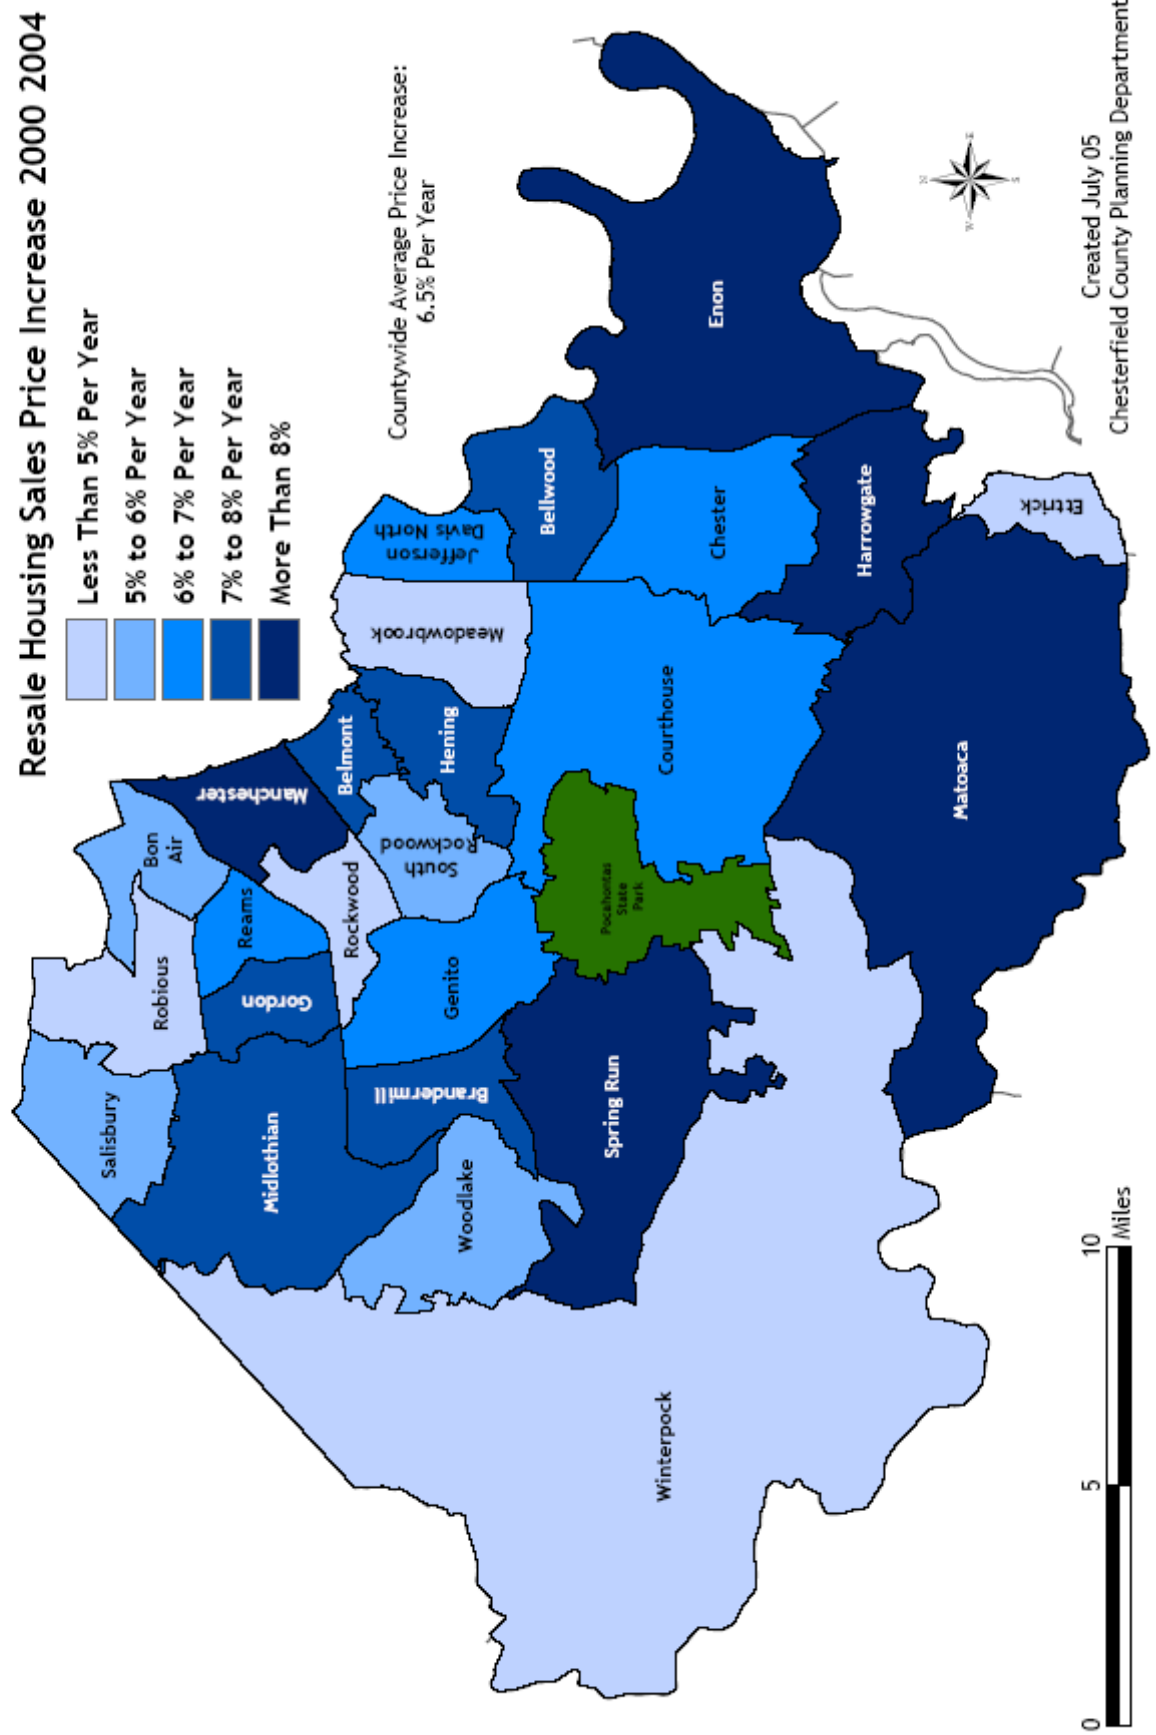 Resale Housing Sales Price Increase 2000 2004
Less Than 5% Per Year
5% to 6% Per Year
6% to 7% Per Year
7% to 8% Per Year
More Than 8%
Countywide Average Price Increase:
6.5% Per Year
Salisbury
Robious
Bon
Air
Manchester
Reams
Gordon
Midlothian
Rockwood
Belmont
Hening
South
Rockwood
Meadowbrook
Jefferson
Davis North
Bellwood
Genito
Brandermill
Woodlake
Spring Run
Pocahontas
State
Park
Courthouse
Chester
Enon
Harrowgate
Ettrick
Matoaca
Winterpock
N
W
E
S
0
5
10
Miles
Created July 05
Chesterfield County Planning Department